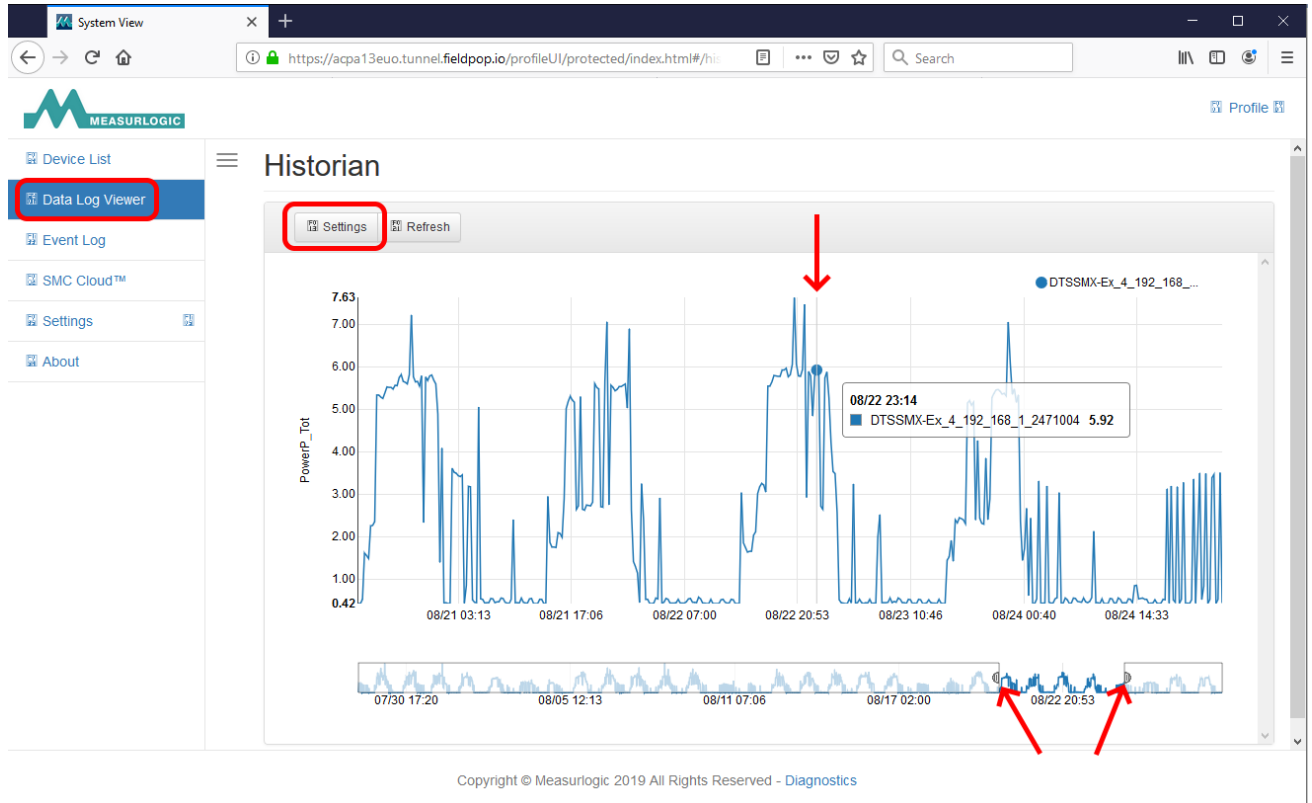 System View
https://acpa13euo.tunnel.fieldpop.io/profileUI/protected/index.html#/his
Search
MEASURLOGIC
Profile
Device List
Data Log Viewer
Event Log
SMC Cloud™
Settings
About
Historian
Settings Refresh
DTSSMX-Ex_4_192_168_...
7.63
7.00
6.00
5.00
4.00
3.00
2.00
1.00
0.42
PowerP_Tot
08/22 23:14
DTSSMX-Ex_4_192_168_1_2471004 5.92
08/21 03:13 08/21 17:06 08/22 07:00 08/22 20:53 08/23 10:46 08/24 00:40 08/24 14:33
07/30 17:20 08/05 12:13 08/11 07:06 08/17 02:00 08/22 20:53
Copyright © Measurlogic 2019 All Rights Reserved - Diagnostics